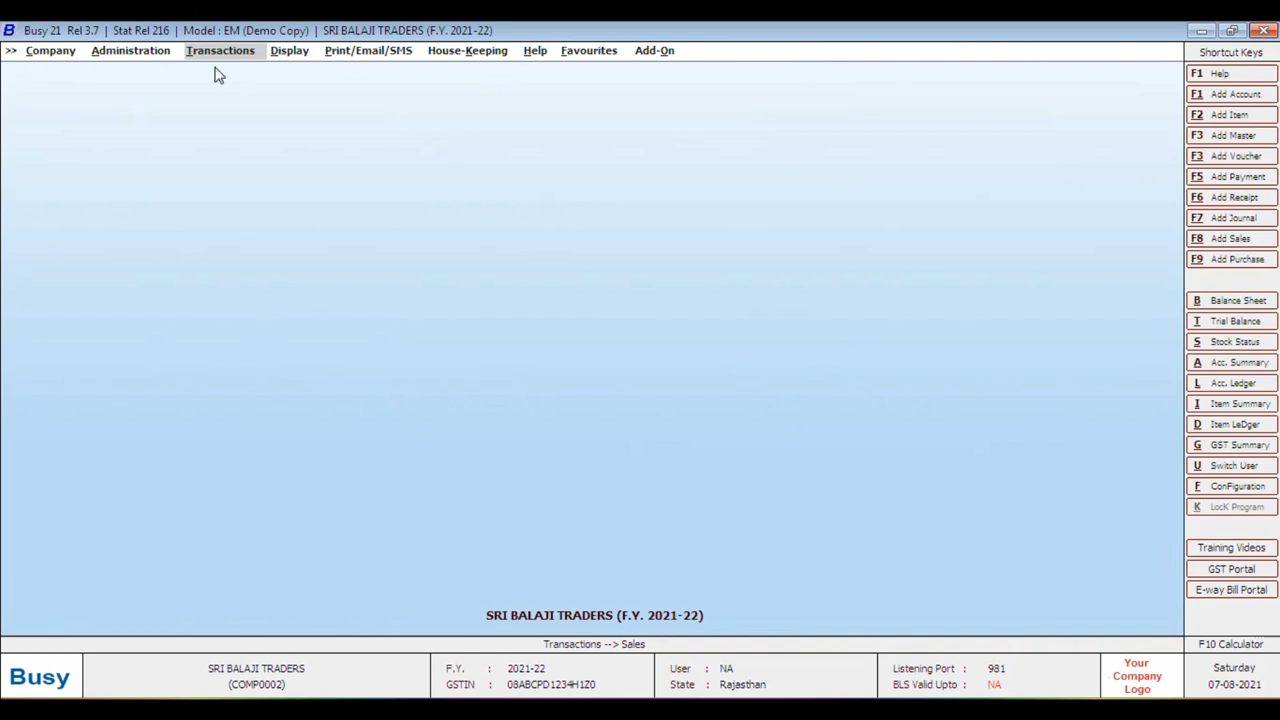 Busy 21 Rel 3.7 | Stat Rel 216 | Model : EM (Demo Copy) | SRI BALAJI TRADERS (F.Y. 2021-22)
>> Company Administration Transactions Display Print/Email/SMS House-Keeping Help Favourites Add-On
Shortcut Keys
F1 Help
F1 Add Account
F2 Add Item
F3 Add Master
F3 Add Voucher
F5 Add Payment
F6 Add Receipt
F7 Add Journal
F8 Add Sales
F9 Add Purchase
B Balance Sheet
T Trial Balance
S Stock Status
A Acc. Summary
L Acc. Ledger
I Item Summary
D Item LeDger
G GST Summary
U Switch User
F ConFiguration
K LocK Program
Training Videos
GST Portal
E-way Bill Portal
SRI BALAJI TRADERS (F.Y. 2021-22)
Transactions --> Sales
F10 Calculator
Busy
SRI BALAJI TRADERS
(COMP0002)
F.Y. : 2021-22
GSTIN : 08ABCPD1234H1Z0
User : NA
State : Rajasthan
Listening Port : 981
BLS Valid Upto : NA
Your
Company
Logo
Saturday
07-08-2021